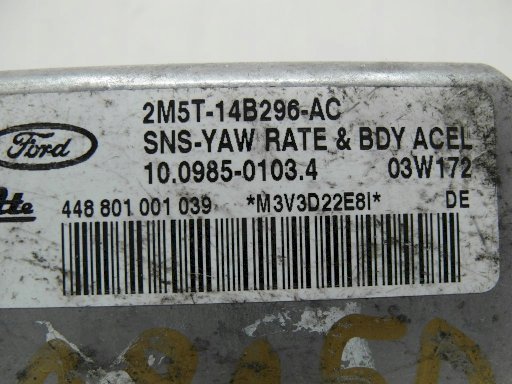 2M5T-14B296-AC
Ford
SNS-YAW RATE & BDY ACEL
10.0985-0103.4 03W172
448 801 001 039 *M3V3D22E8I* DE